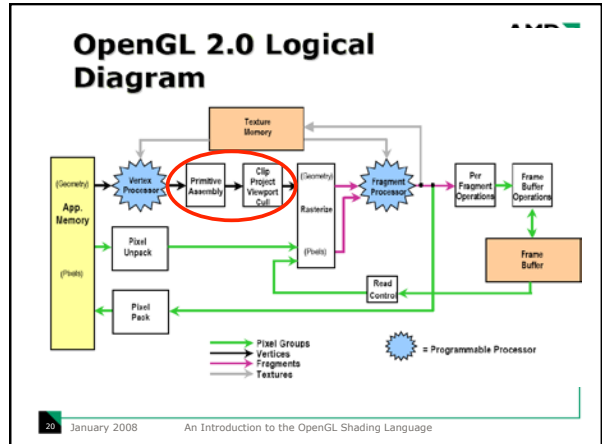 AMD
OpenGL 2.0 Logical
Diagram
Texture
Memory
(Geometry)
App.
Memory
(Pixels)
Vertex
Processor
Primitive
Assembly
Clip
Project
Viewport
Cull
(Geometry)
Rasterize
(Pixels)
Fragment
Processor
Per
Fragment
Operations
Frame
Buffer
Operations
Pixel
Unpack
Frame
Buffer
Read
Control
Pixel
Pack
Pixel Groups
Vertices
Fragments
Textures
= Programmable Processor
20 January 2008 An Introduction to the OpenGL Shading Language